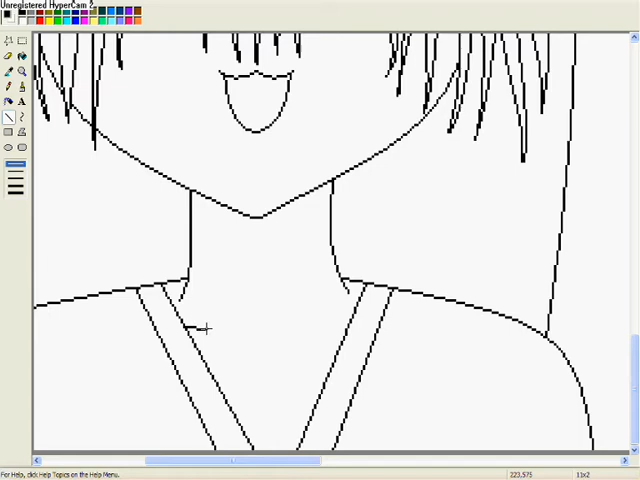 Unregistered HyperCam 2
A
For Help, click Help Topics on the Help Menu.
223,575
11x2